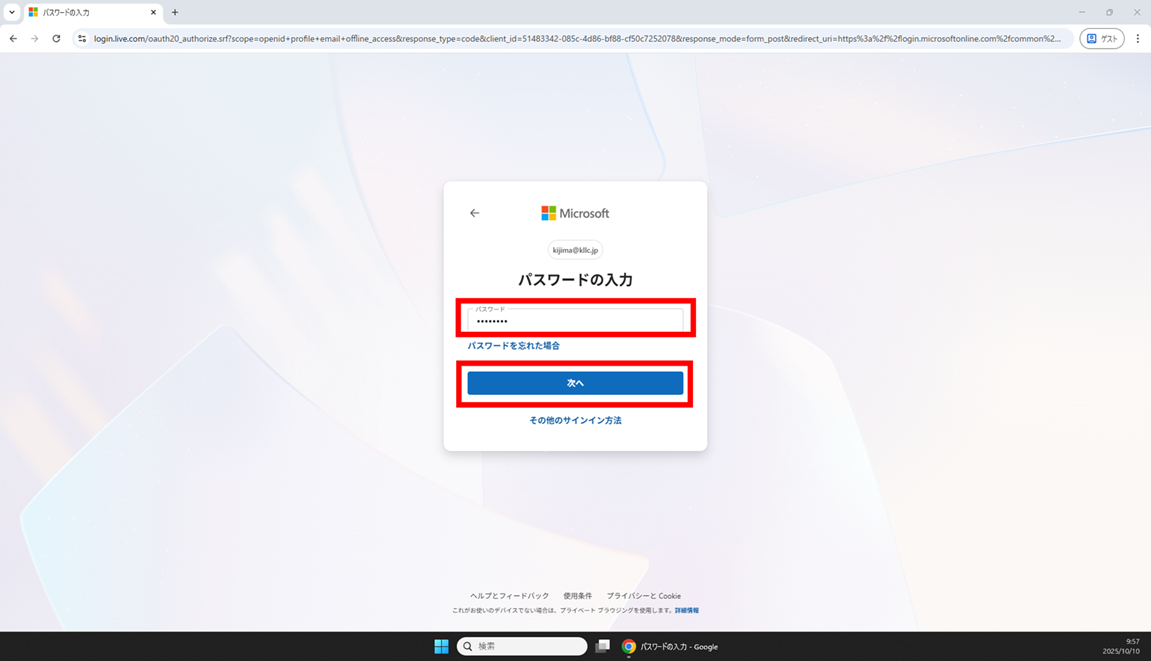 パスワードの入力
login.live.com/oauth20_authorize.srf?scope=openid+profile+email+offline_access&response_type=code&client_id=51483342-085c-4d86-bf88-cf50c7252078&response_mode=form_post&redirect_uri=https%3a%2f%2flogin.microsoftonline.com%2fcommon%2...
ゲスト
Microsoft
kijima@kllc.jp
パスワードの入力
パスワード
••••••••
パスワードを忘れた場合
次へ
その他のサインイン方法
ヘルプとフィードバック 使用条件 プライバシーと Cookie
これがお使いのデバイスでない場合は、プライベート ブラウジングを使用します。詳細情報
検索
パスワードの入力 - Google
9:57
2025/10/10